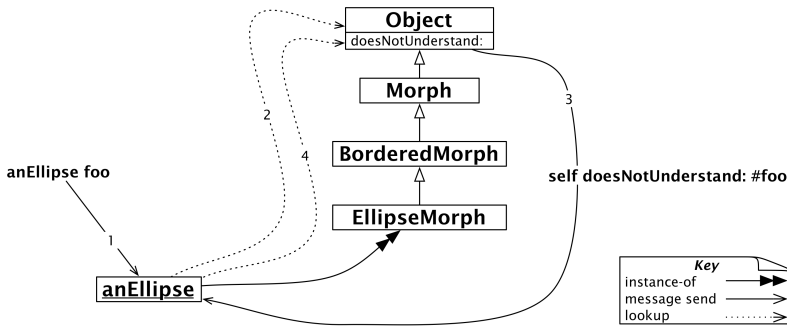 Object
doesNotUnderstand:
2
Morph
3
4
BorderedMorph
anEllipse foo
self doesNotUnderstand: #foo
EllipseMorph
1
anEllipse
Key
instance-of
message send
lookup